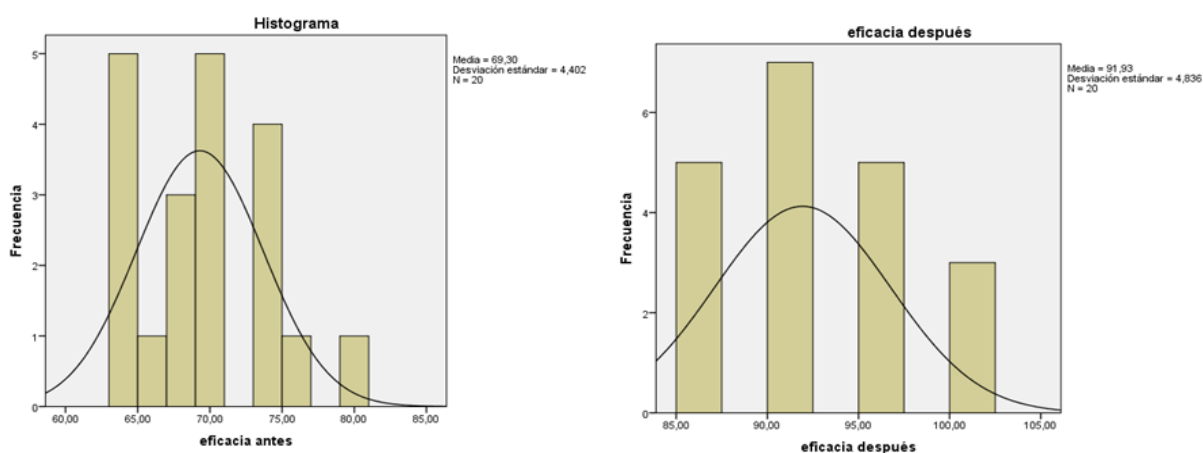 Histograma
Media = 69,30
Desviación estándar = 4,402
N = 20
5
4
3
2
1
0
Frecuencia
60,00 65,00 70,00 75,00 80,00 85,00
eficacia antes
eficacia después
Media = 91,93
Desviación estándar = 4,836
N = 20
6
4
2
0
Frecuencia
85,00 90,00 95,00 100,00 105,00
eficacia después